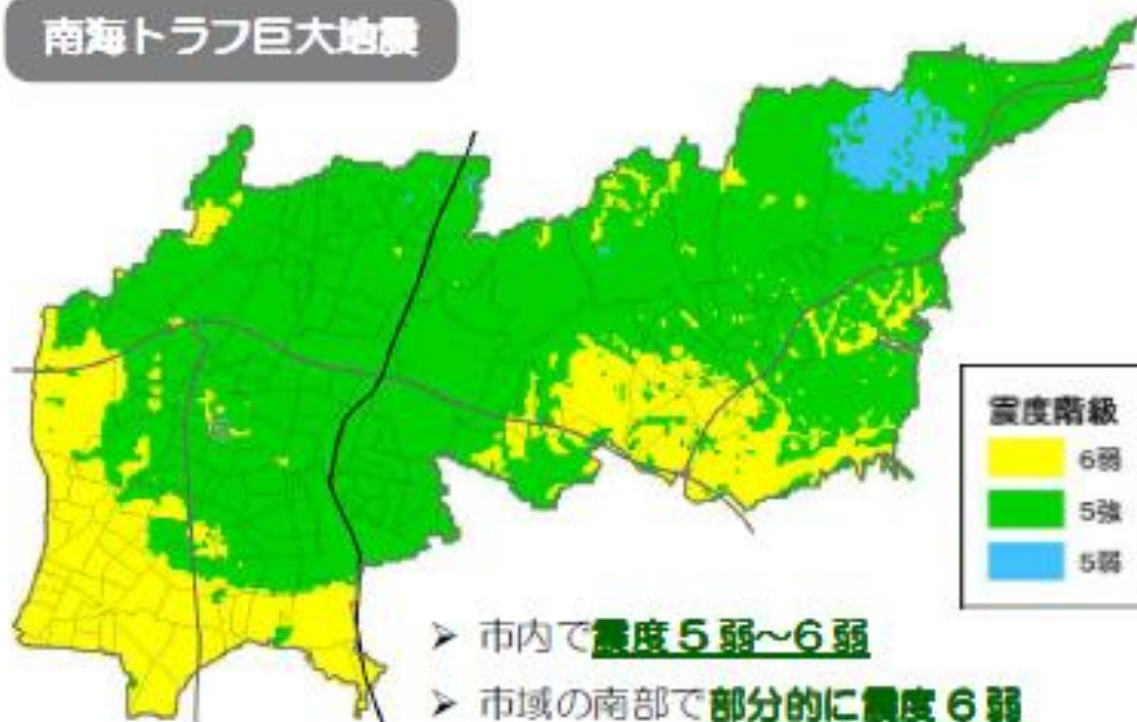 南海トラフ巨大地震
震度階級
6弱
5強
5弱
➢ 市内で震度５弱~６弱
➢ 市域の南部で部分的に震度６弱